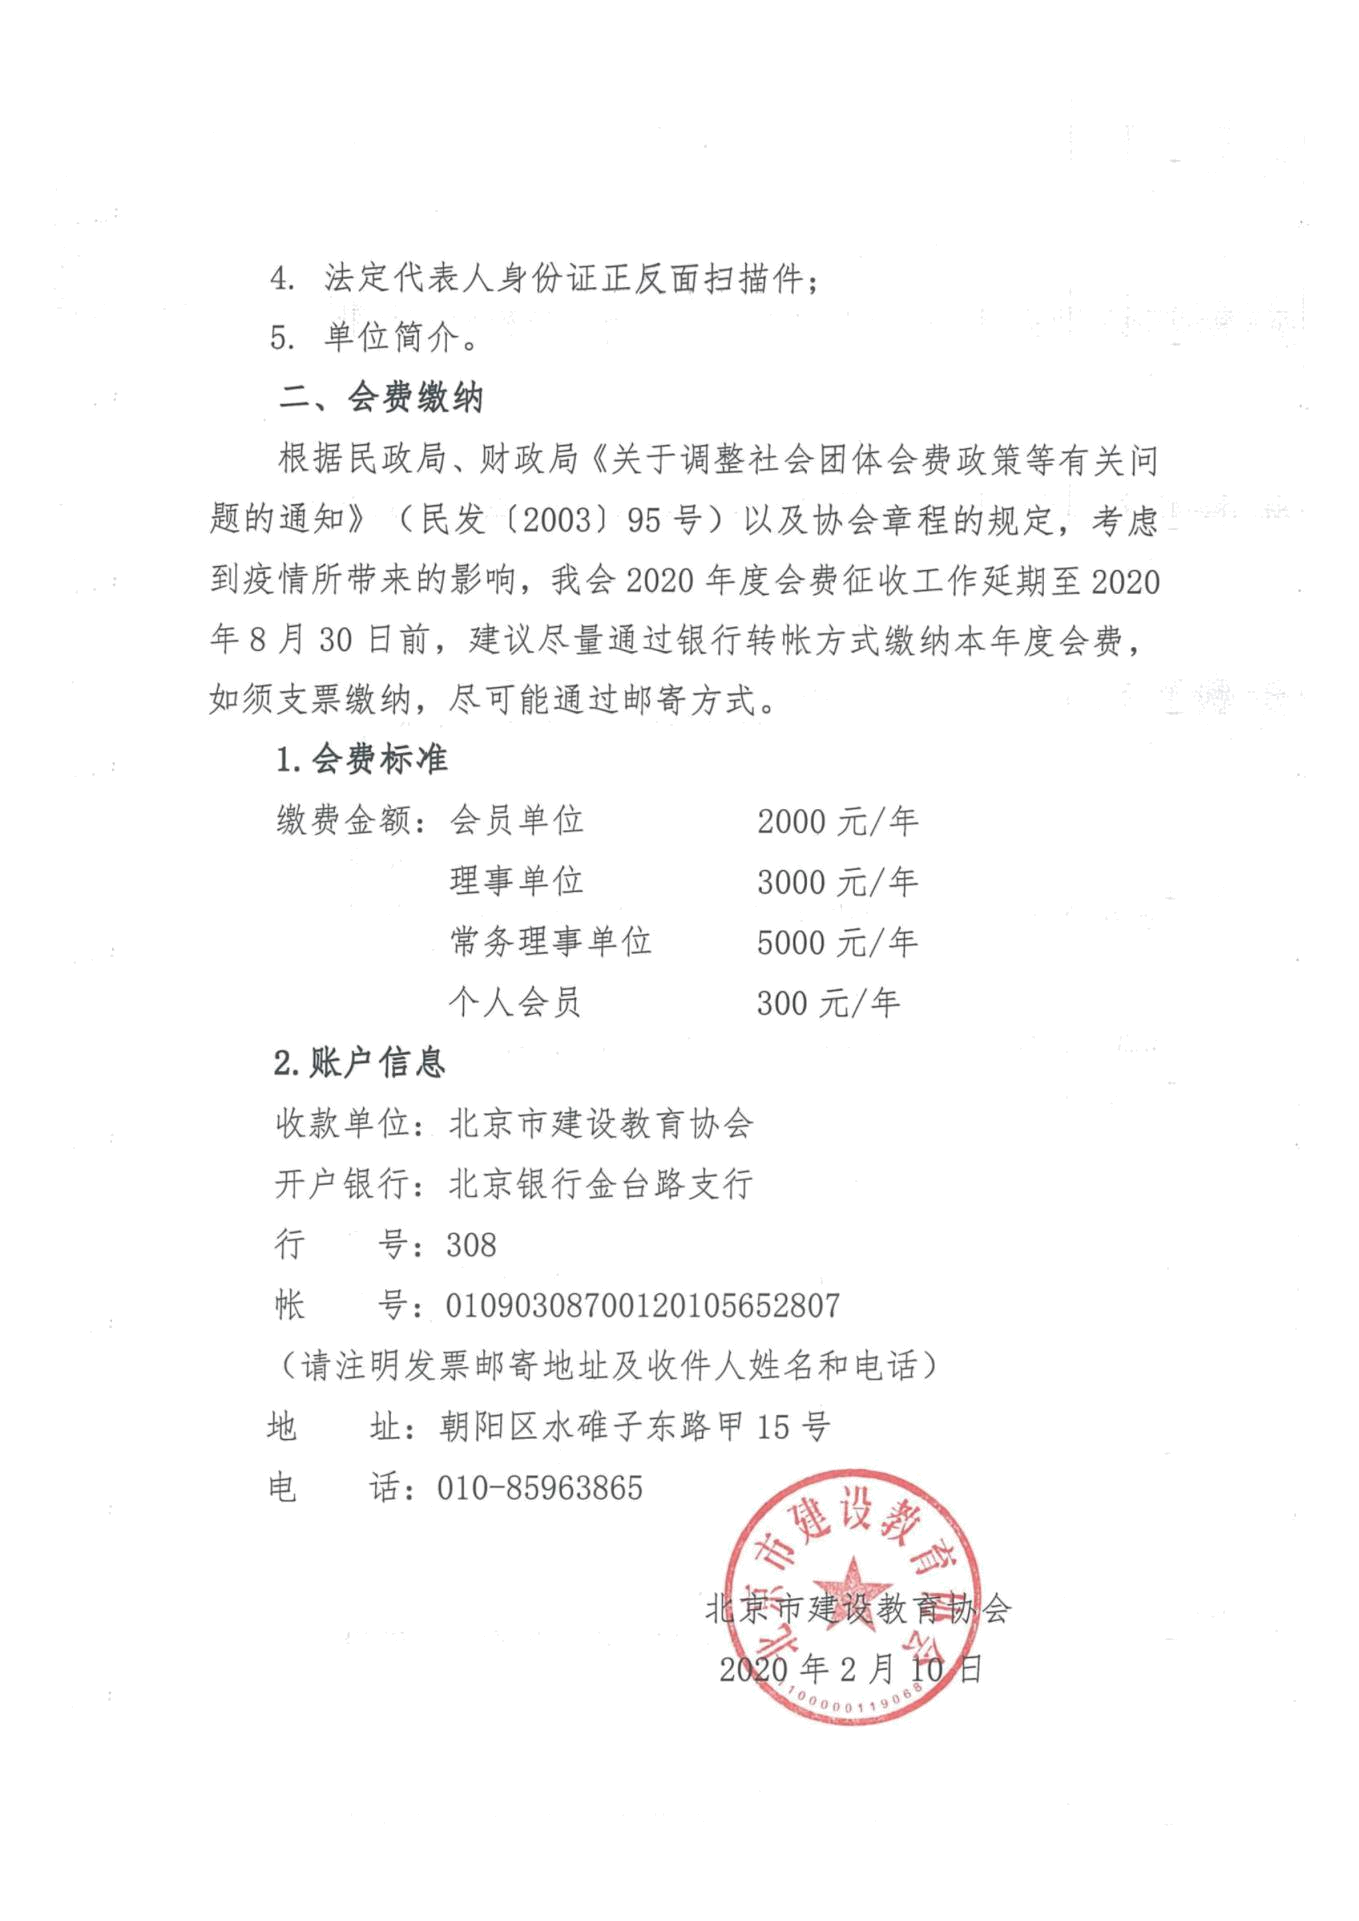 4. 法定代表人身份证正反面扫描件；
5. 单位简介。
二、会费缴纳
根据民政局、财政局《关于调整社会团体会费政策等有关问
题的通知》（民发〔2003〕95 号）以及协会章程的规定，考虑
到疫情所带来的影响，我会 2020 年度会费征收工作延期至 2020
年 8 月 30 日前，建议尽量通过银行转帐方式缴纳本年度会费，
如须支票缴纳，尽可能通过邮寄方式。
1.会费标准
缴费金额：会员单位 2000 元/年
理事单位 3000 元/年
常务理事单位 5000 元/年
个人会员 300 元/年
2.账户信息
收款单位：北京市建设教育协会
开户银行：北京银行金台路支行
行 号：308
帐 号：01090308700120105652807
（请注明发票邮寄地址及收件人姓名和电话）
地 址：朝阳区水碓子东路甲 15 号
电 话：010-85963865
北京市建设教育协会
北京市建设教育协会
2020 年 2 月 10 日
1100000119068